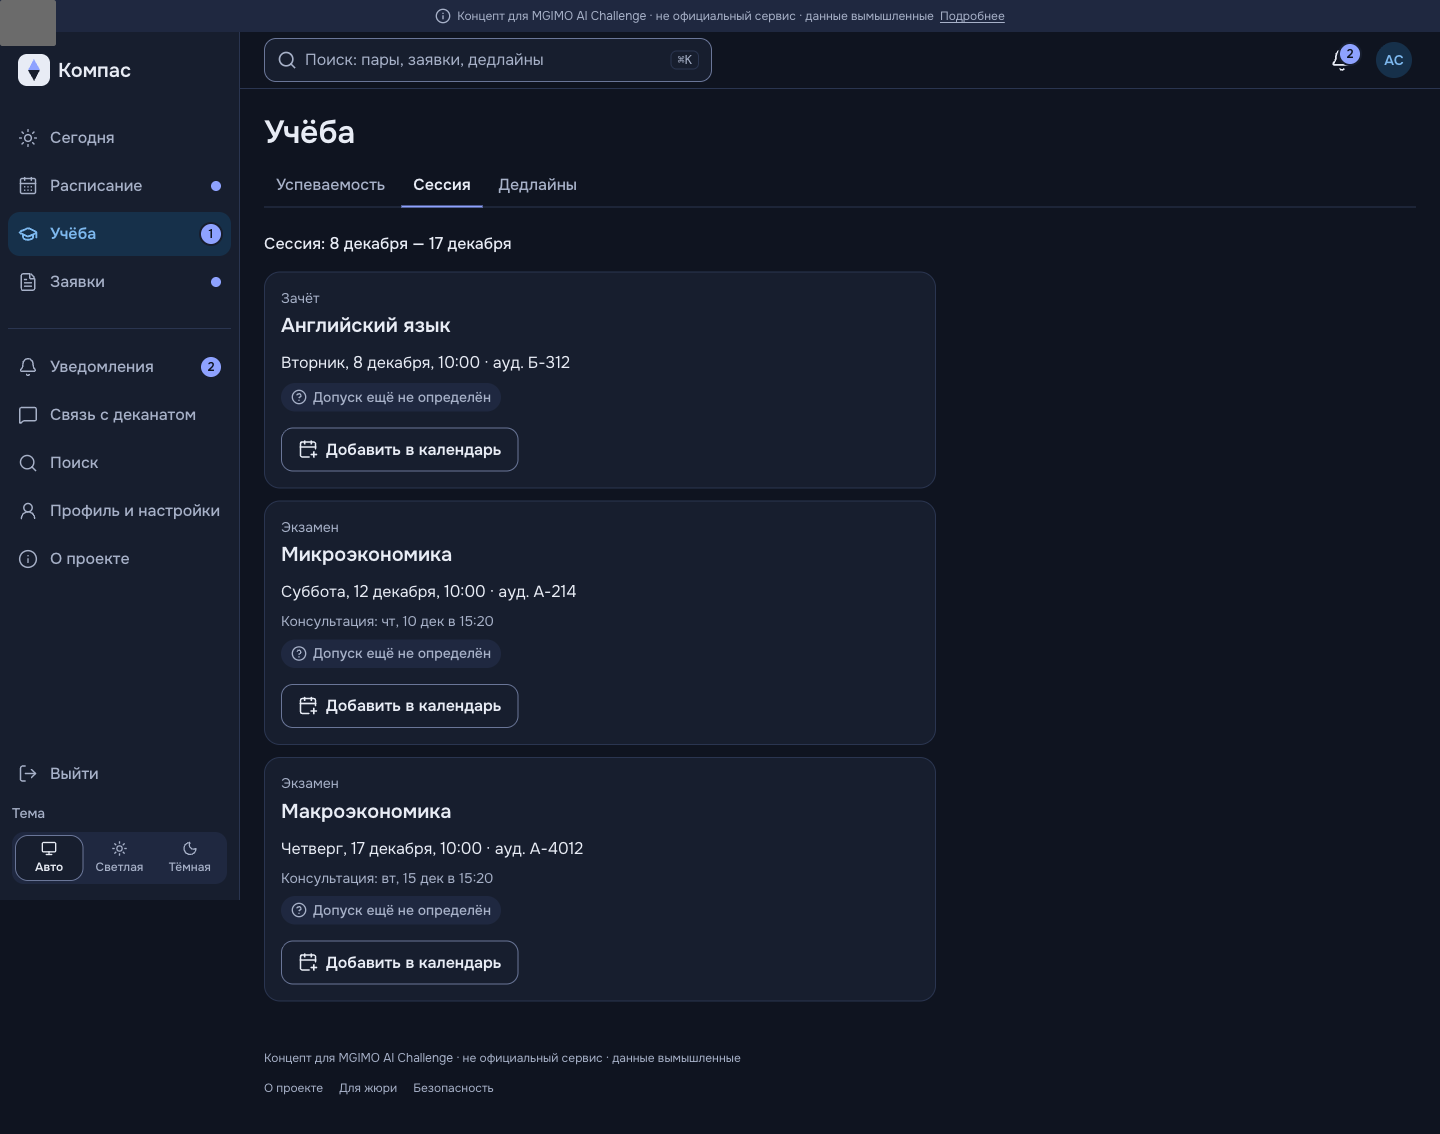 Концепт для MGIMO AI Challenge · не официальный сервис · данные вымышленные Подробнее
Компас
Поиск: пары, заявки, дедлайны
⌘K
2
АС
Сегодня
Расписание
Учёба
1
Заявки
Уведомления
2
Связь с деканатом
Поиск
Профиль и настройки
О проекте
Выйти
Тема
Авто
Светлая
Тёмная
Учёба
Успеваемость
Сессия
Дедлайны
Сессия: 8 декабря — 17 декабря
Зачёт
Английский язык
Вторник, 8 декабря, 10:00 · ауд. Б-312
Допуск ещё не определён
Добавить в календарь
Экзамен
Микроэкономика
Суббота, 12 декабря, 10:00 · ауд. А-214
Консультация: чт, 10 дек в 15:20
Допуск ещё не определён
Добавить в календарь
Экзамен
Макроэкономика
Четверг, 17 декабря, 10:00 · ауд. А-4012
Консультация: вт, 15 дек в 15:20
Допуск ещё не определён
Добавить в календарь
Концепт для MGIMO AI Challenge · не официальный сервис · данные вымышленные
О проекте
Для жюри
Безопасность